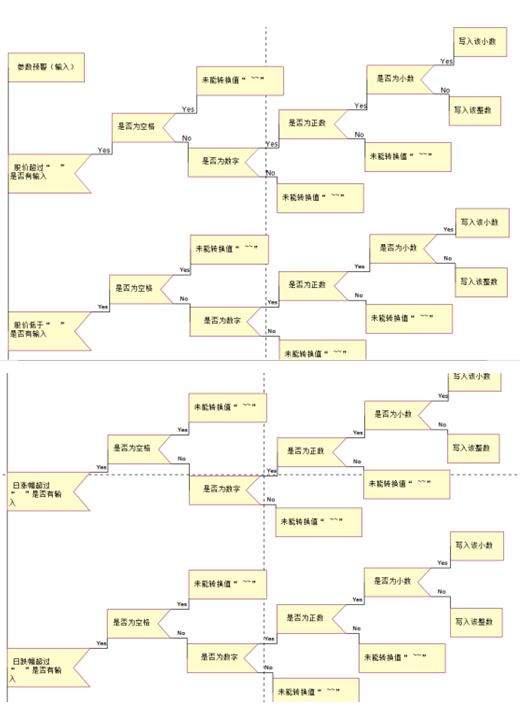 写入该小数
参数预警（输入）
是否为小数
未能转换值“ ~~”
Yes
No
Yes
写入该整数
Yes
是否为空格
是否为正数
No
Yes
No
是否为数字
Yes
未能转换值“ ~~”
股价超过“ ”
是否有输入
No
未能转换值“ ~~”
写入该小数
Yes
未能转换值“ ~~”
是否为小数
No
Yes
Yes
写入该整数
是否为空格
是否为正数
No
Yes
No
Yes
未能转换值“ ~~”
股价低于“ ”
是否有输入
是否为数字
No
未能转换值“ ~~”
写入该小数
Yes
未能转换值“ ~~”
是否为小数
No
Yes
Yes
写入该整数
是否为空格
是否为正数
No
Yes
No
Yes
未能转换值“ ~~”
日涨幅超过
“ ”是否有输
入
是否为数字
No
未能转换值“ ~~”
写入该小数
Yes
未能转换值“ ~~”
是否为小数
No
Yes
Yes
写入该整数
是否为空格
是否为正数
No
Yes
No
Yes
未能转换值“ ~~”
日跌幅超过
“ ”是否有输
入
是否为数字
No
未能转换值“ ~~”